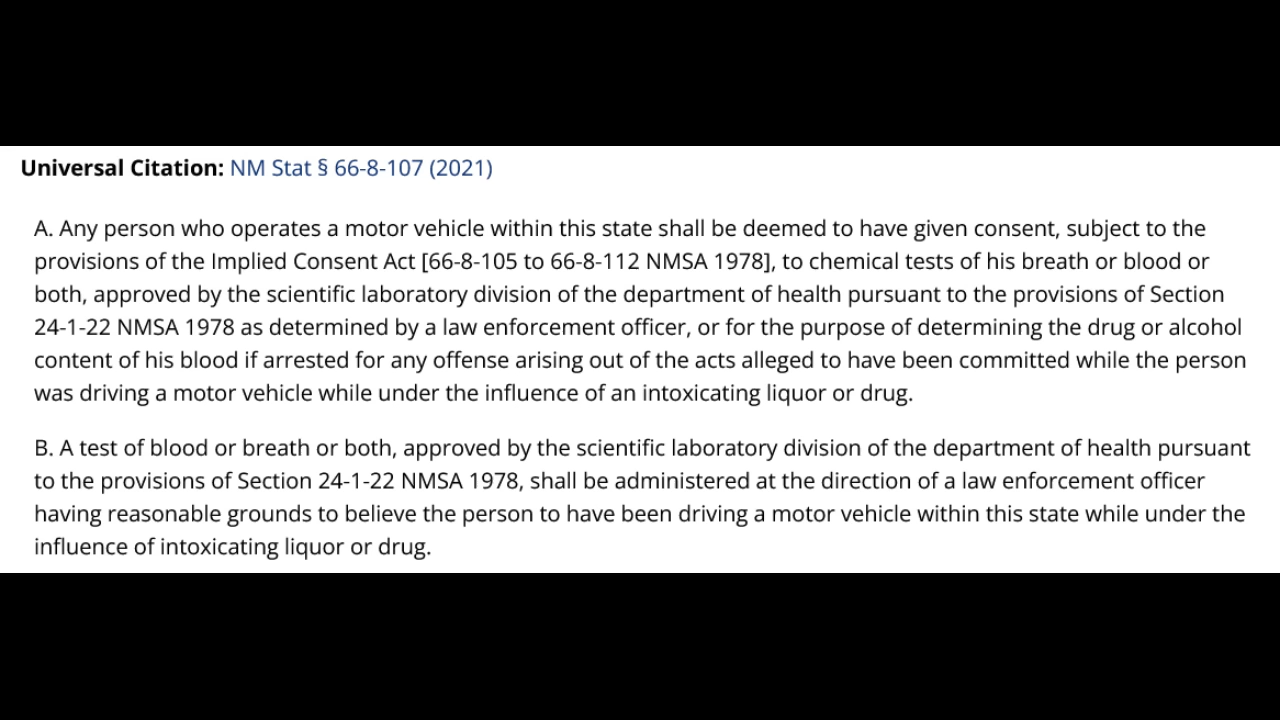 Universal Citation: NM Stat § 66-8-107 (2021)
A. Any person who operates a motor vehicle within this state shall be deemed to have given consent, subject to the
provisions of the Implied Consent Act [66-8-105 to 66-8-112 NMSA 1978], to chemical tests of his breath or blood or
both, approved by the scientific laboratory division of the department of health pursuant to the provisions of Section
24-1-22 NMSA 1978 as determined by a law enforcement officer, or for the purpose of determining the drug or alcohol
content of his blood if arrested for any offense arising out of the acts alleged to have been committed while the person
was driving a motor vehicle while under the influence of an intoxicating liquor or drug.
B. A test of blood or breath or both, approved by the scientific laboratory division of the department of health pursuant
to the provisions of Section 24-1-22 NMSA 1978, shall be administered at the direction of a law enforcement officer
having reasonable grounds to believe the person to have been driving a motor vehicle within this state while under the
influence of intoxicating liquor or drug.